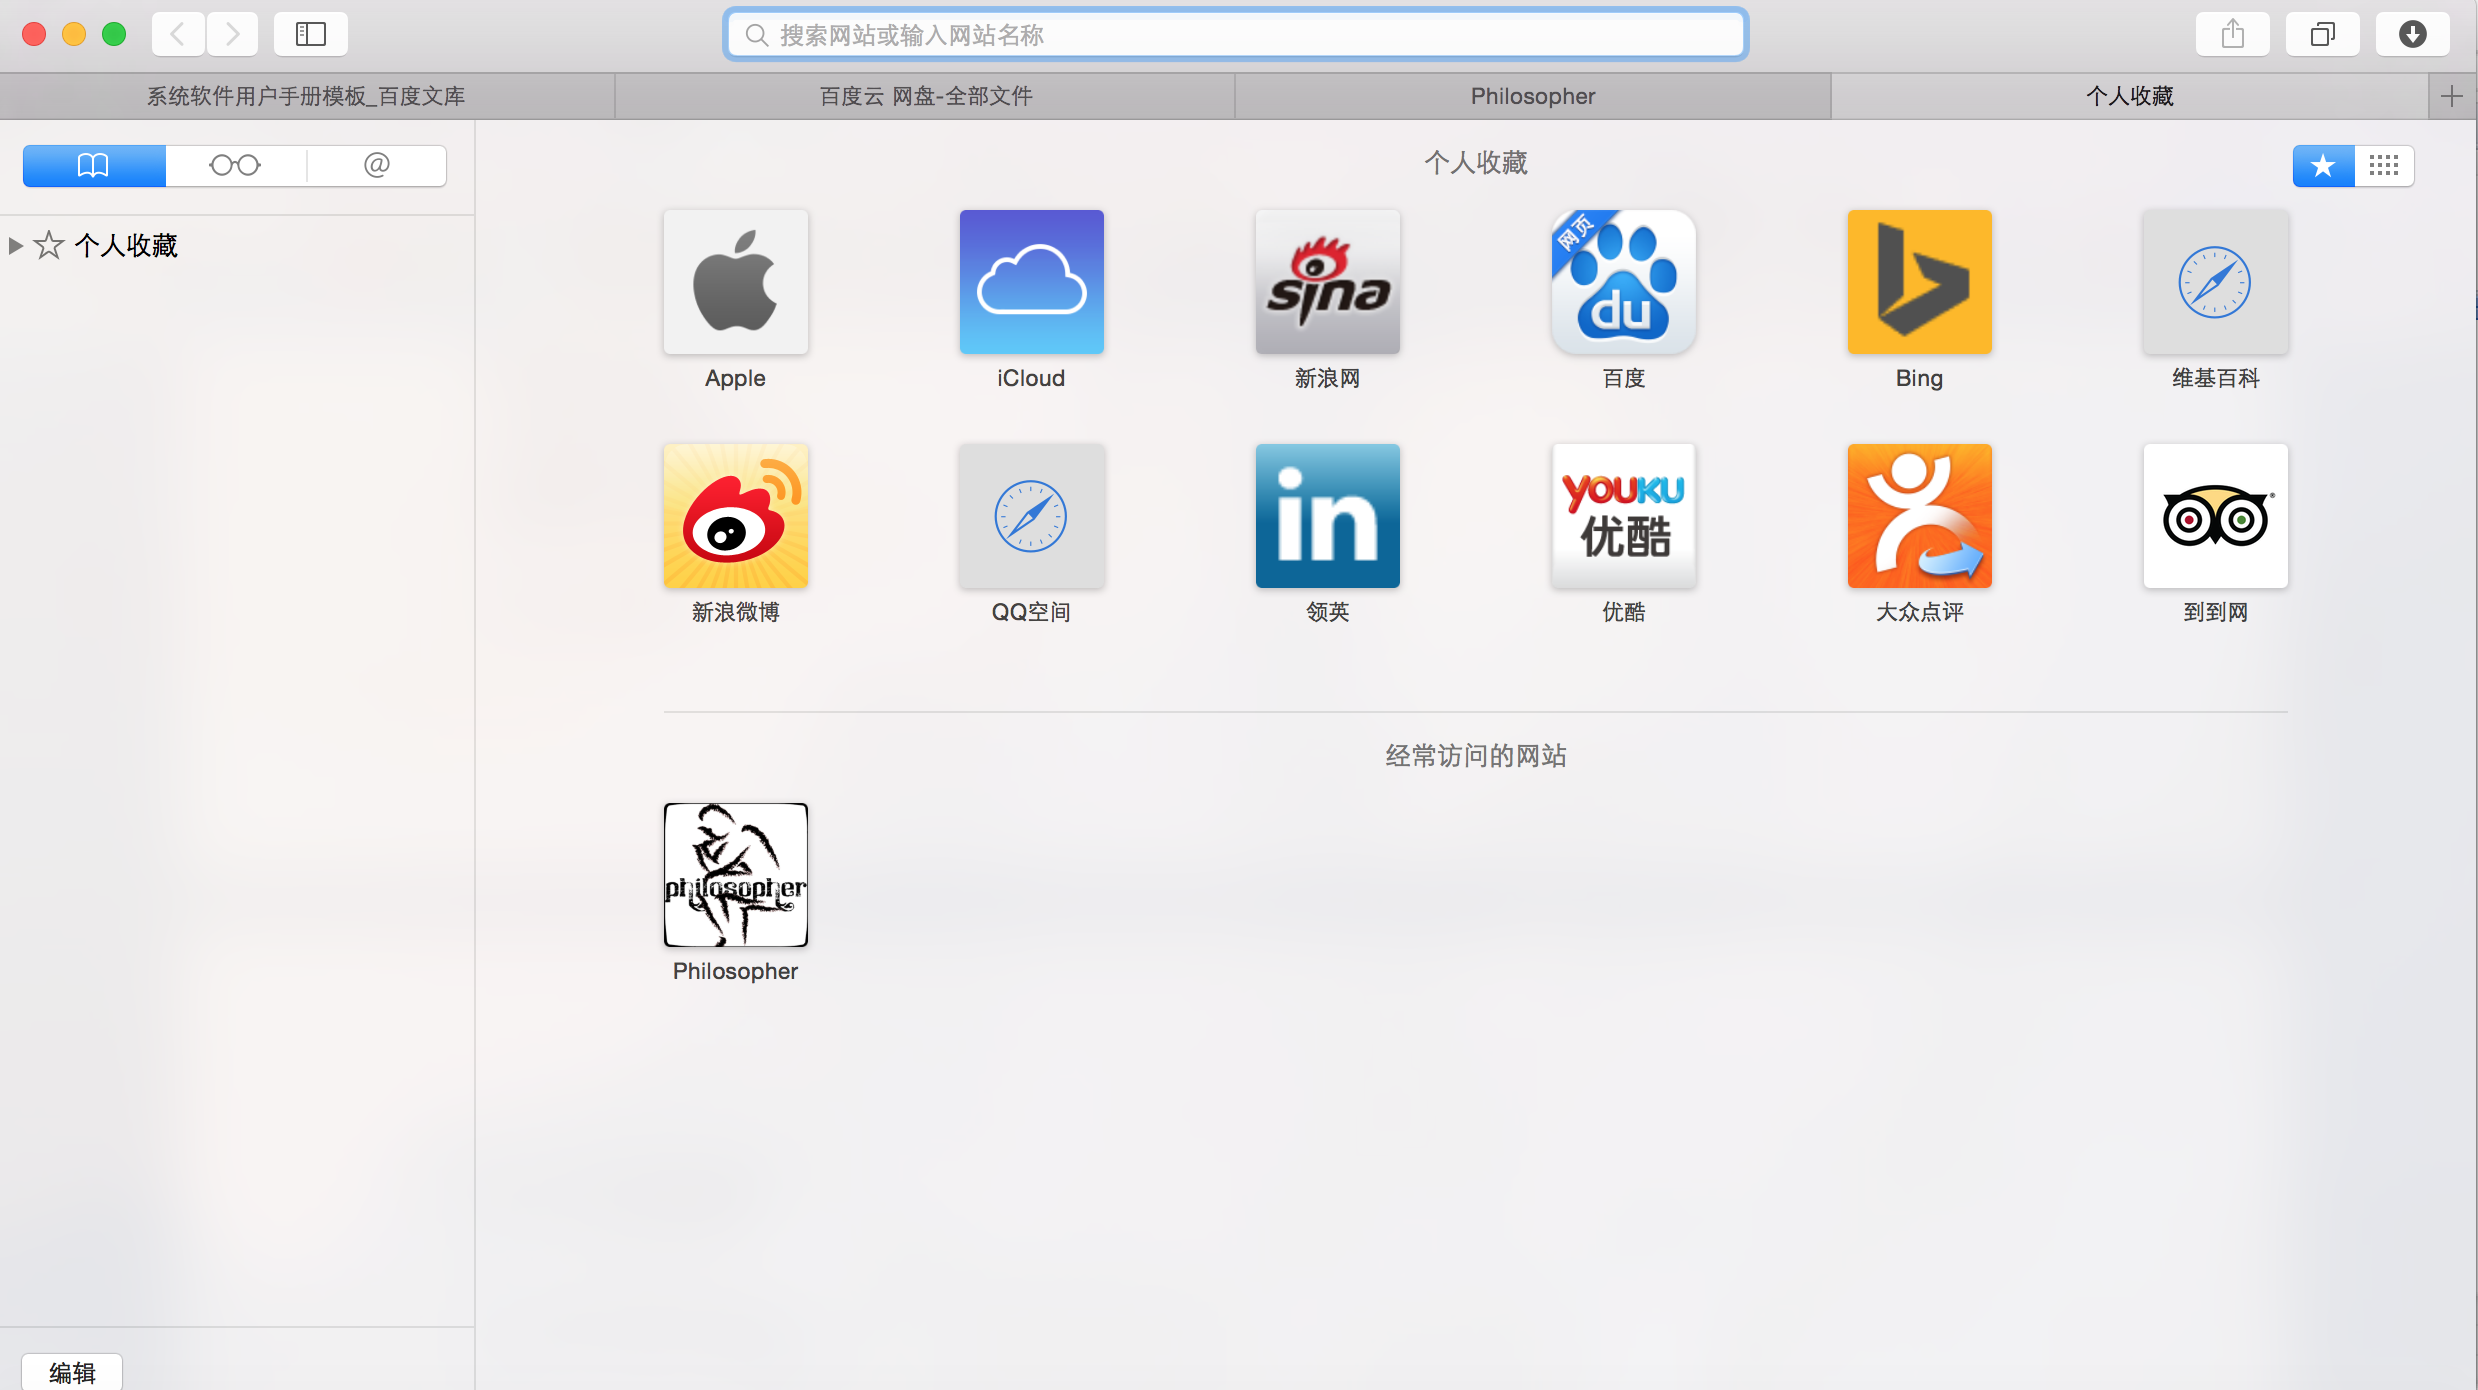 搜索网站或输入网站名称
系统软件用户手册模板_百度文库
百度云 网盘-全部文件
Philosopher
个人收藏
@
个人收藏
个人收藏
sina
网页
du
Apple
iCloud
新浪网
百度
Bing
维基百科
in
YOUKU
优酷
新浪微博
QQ空间
领英
优酷
大众点评
到到网
经常访问的网站
philosopher
Philosopher
编辑